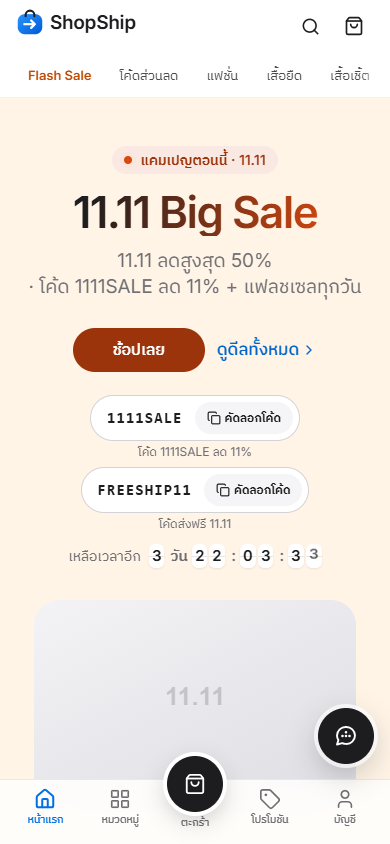 ShopShip
Flash Sale โค้ดส่วนลด แฟชั่น เสื้อยืด เสื้อเชิ้ต
แคมเปญตอนนี้ · 11.11
11.11 Big Sale
11.11 ลดสูงสุด 50%
· โค้ด 1111SALE ลด 11% + แฟลชเซลทุกวัน
ช้อปเลย ดูดีลทั้งหมด
1111SALE คัดลอกโค้ด
โค้ด 1111SALE ลด 11%
FREESHIP11 คัดลอกโค้ด
โค้ดส่งฟรี 11.11
เหลือเวลาอีก 3 วัน 22 : 03 : 33
11.11
หน้าแรก หมวดหมู่ ตะกร้า โปรโมชัน บัญชี